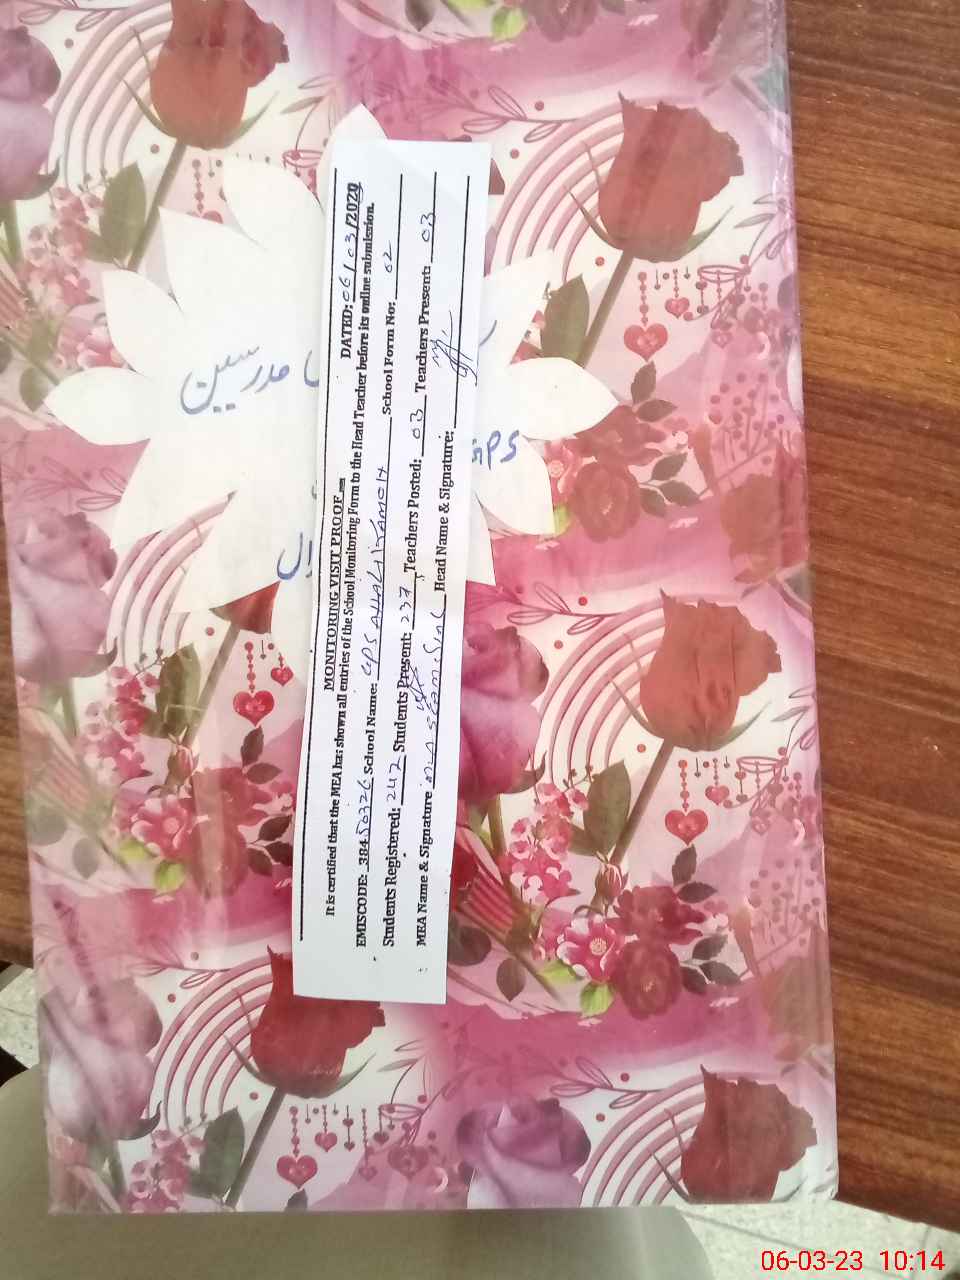 MONITORING VISIT PROOF
DATED: 06/03/2020
It is certified that the MEA has shown all entries of the School Monitoring Form to the Head Teacher before its online submission.
EMISCODE: 38450326 School Name: GPS School Form No: 02
Students Registered: 242 Students Present: 237 Teachers Posted: 03 Teachers Present: 03
MEA Name & Signature Head Name & Signature:
مدرسین
GPS
06-03-23 10:14